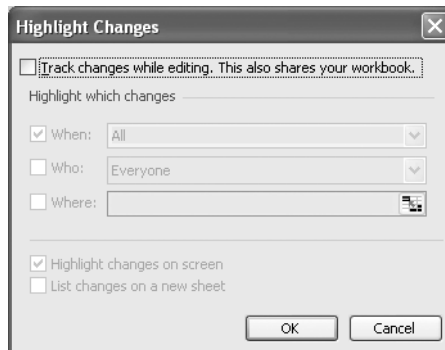 Highlight Changes
Track changes while editing. This also shares your workbook.
Highlight which changes
When: All
Who: Everyone
Where:
Highlight changes on screen
List changes on a new sheet
OK Cancel